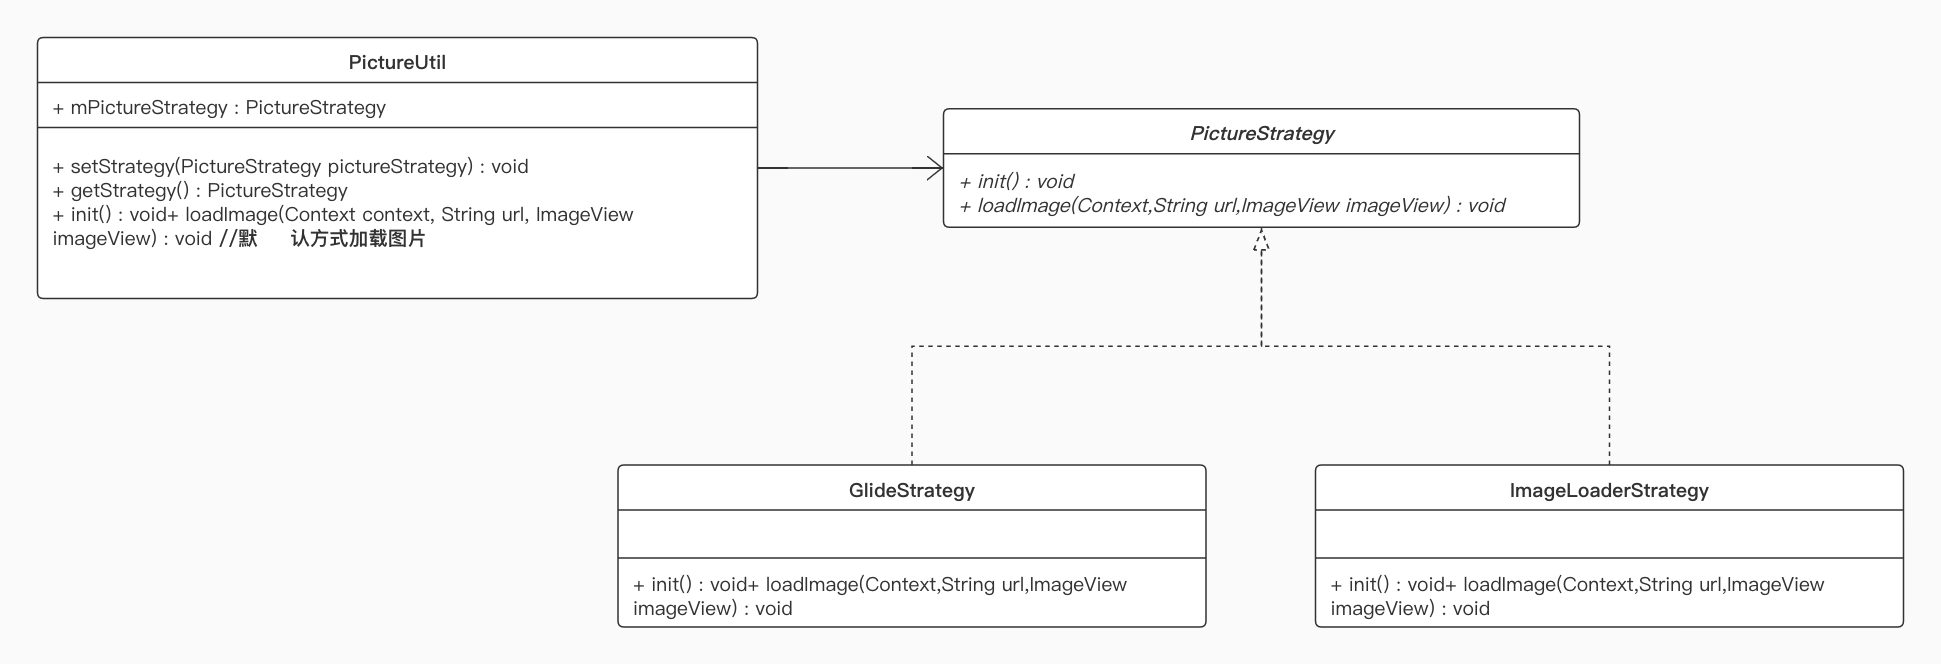 PictureUtil
+ mPictureStrategy : PictureStrategy
+ setStrategy(PictureStrategy pictureStrategy) : void
+ getStrategy() : PictureStrategy
+ init() : void+ loadImage(Context context, String url, ImageView
imageView) : void //默 认方式加载图片
PictureStrategy
+ init() : void
+ loadImage(Context,String url,ImageView imageView) : void
GlideStrategy
+ init() : void+ loadImage(Context,String url,ImageView
imageView) : void
ImageLoaderStrategy
+ init() : void+ loadImage(Context,String url,ImageView
imageView) : void